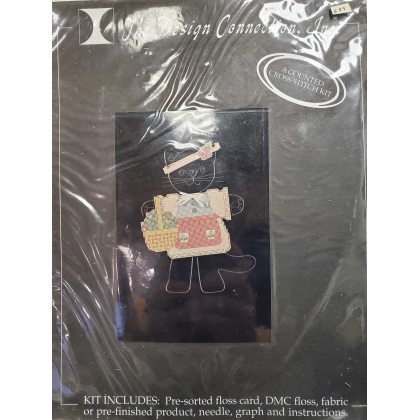 The Design Connection, Inc.
A COUNTED
CROSS-STITCH KIT
KIT INCLUDES: Pre-sorted floss card, DMC floss, fabric
or pre-finished product, needle, graph and instructions.